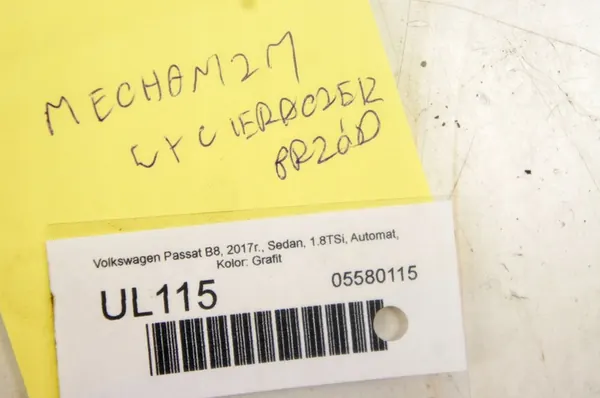 MECHANIZM
WYCIERACZEK
PRZÓD
Volkswagen Passat B8, 2017r., Sedan, 1.8TSi, Automat,
Kolor: Grafit
UL115
05580115